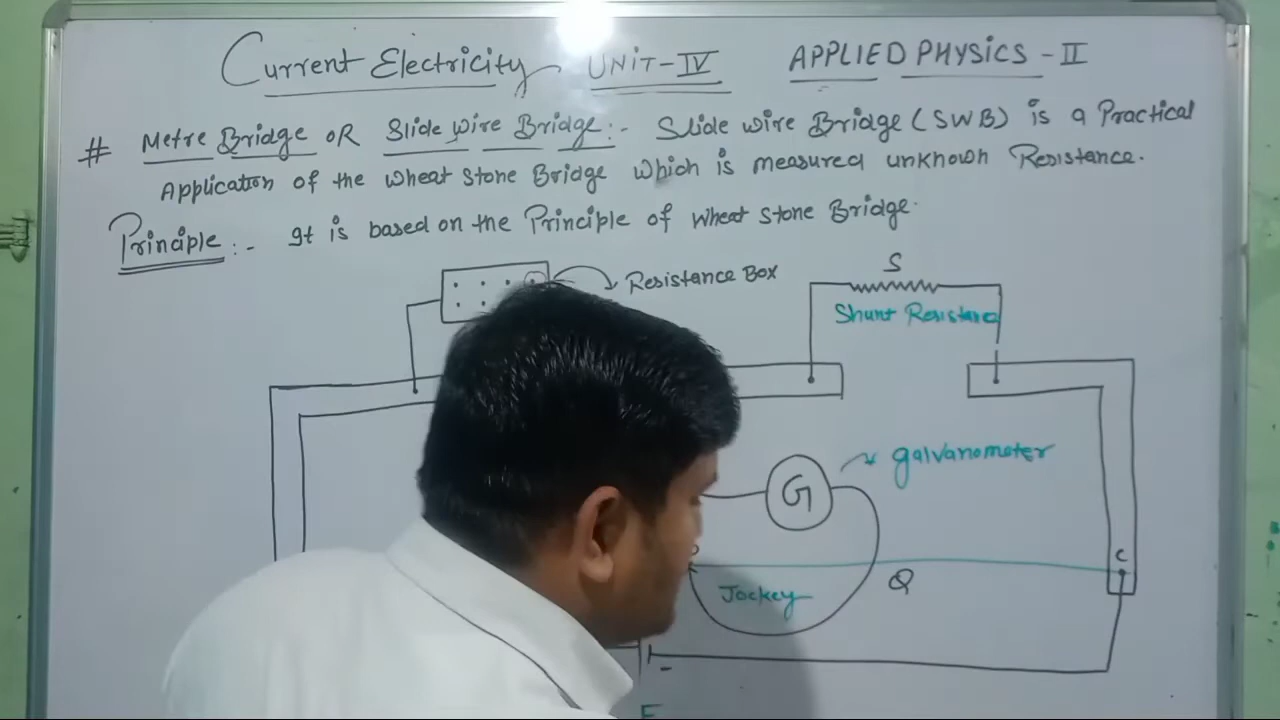 Current Electricity UNIT-IV APPLIED PHYSICS - II
# Metre Bridge OR Slide Wire Bridge:- Slide wire Bridge (SWB) is a Practical
Application of the wheat stone Bridge which is measured unknown Resistance.
Principle:- It is based on the Principle of wheat stone Bridge.
Resistance Box
S
Shunt Resistance
galvanometer
G
C
Jockey
Q
-
E